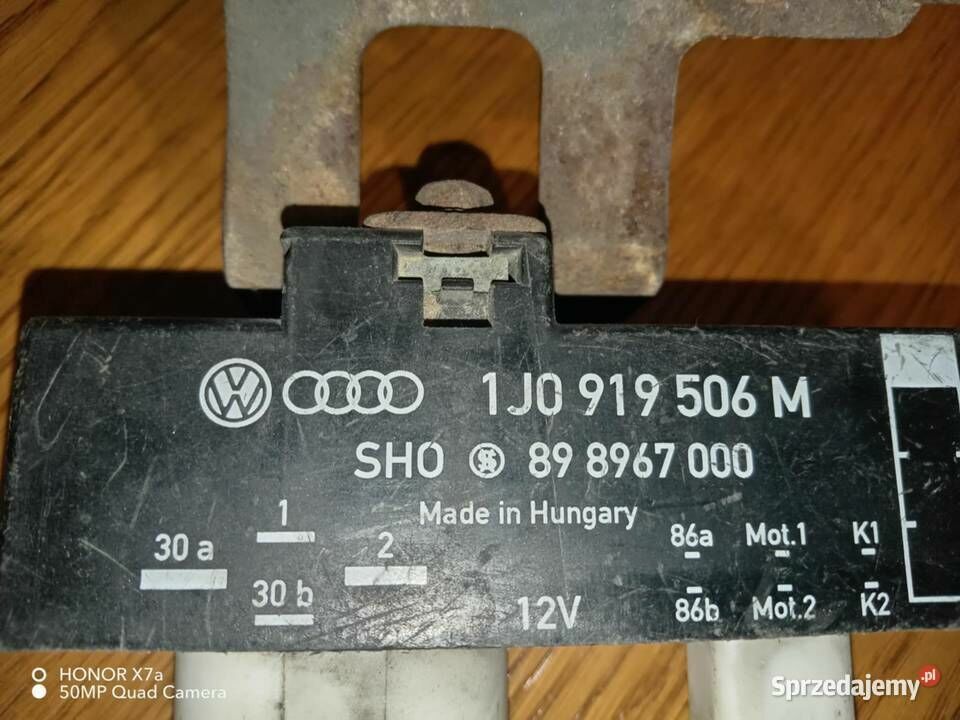 1J0 919 506 M
SHO 89 8967 000
Made in Hungary
30 a 1 2 30 b
12V
86a Mot.1 K1
86b Mot.2 K2
HONOR X7a
50MP Quad Camera
Sprzedajemy.pl